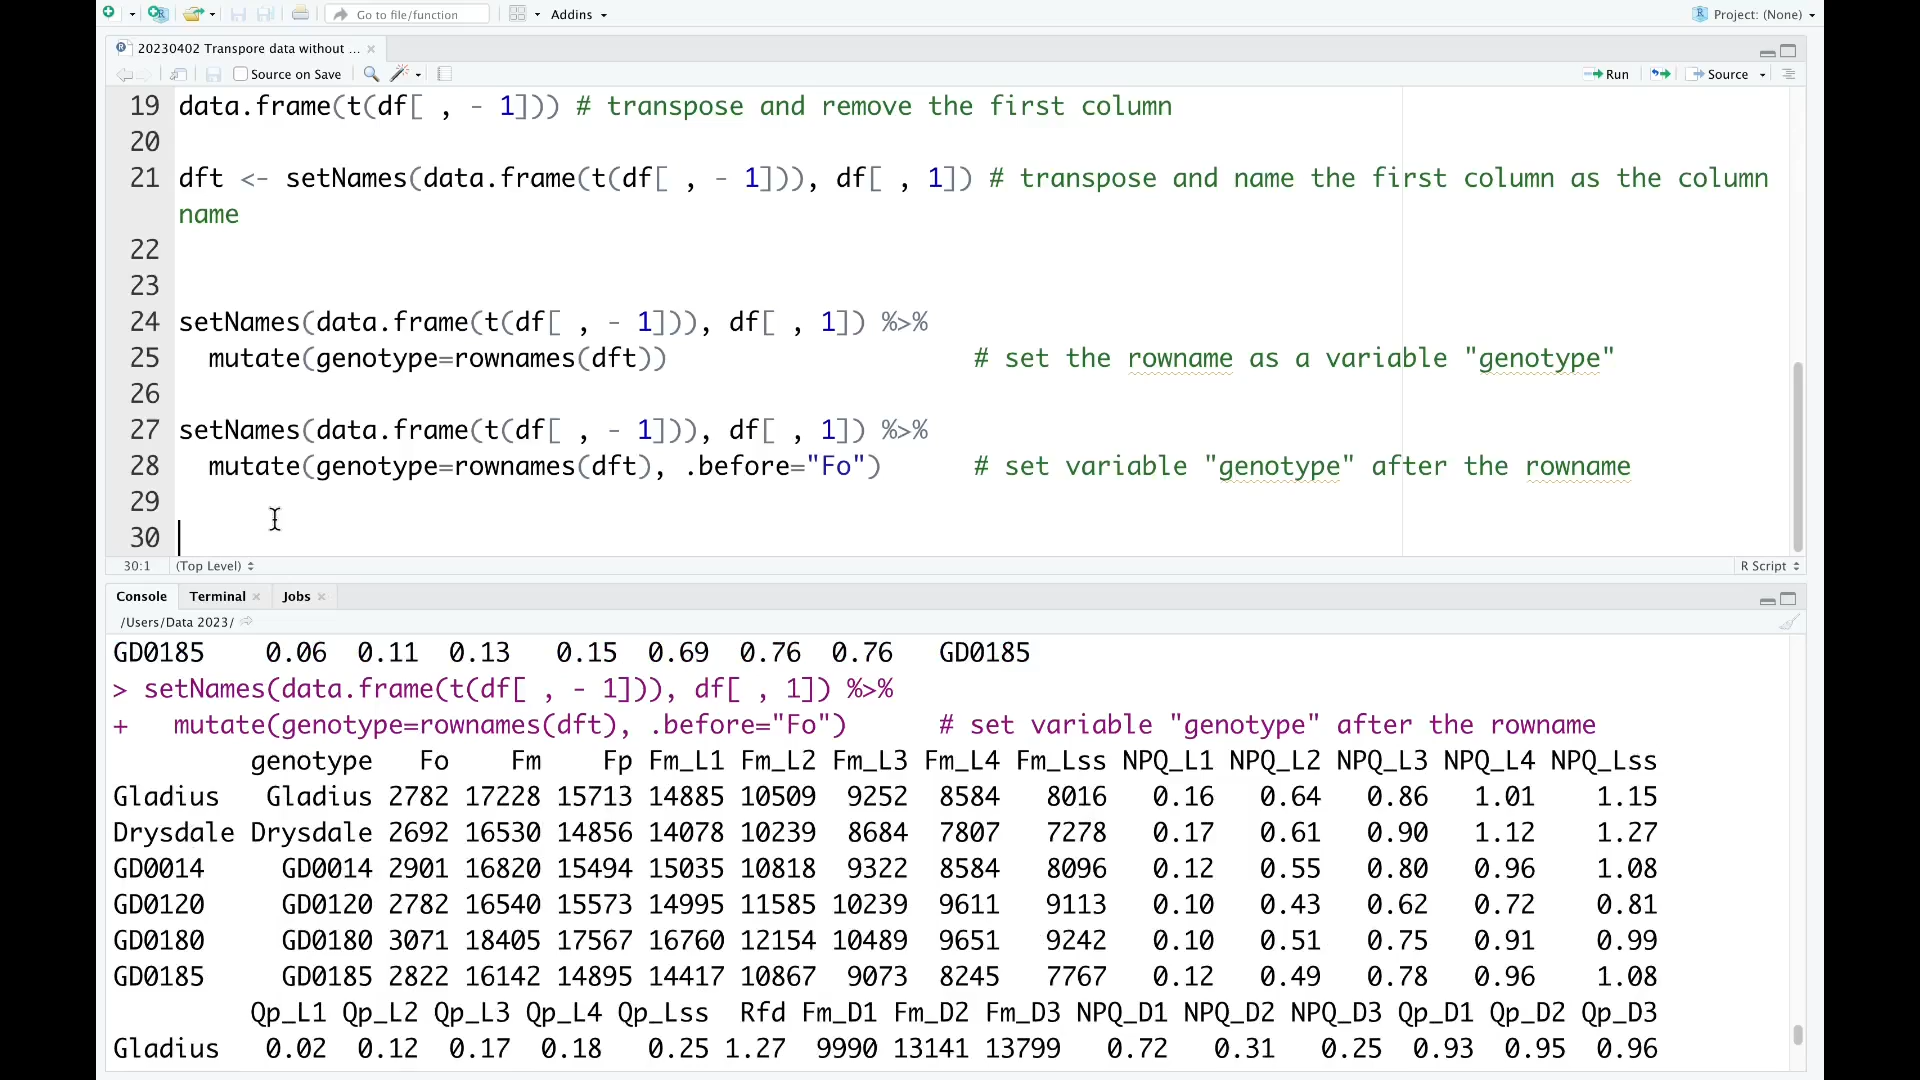 Go to file/function
Addins
Project: (None)
20230402 Transpore data without ...
Source on Save
Run
Source
19 data.frame(t(df[ , - 1])) # transpose and remove the first column
20
21 dft <- setNames(data.frame(t(df[ , - 1])), df[ , 1]) # transpose and name the first column as the column
name
22
23
24 setNames(data.frame(t(df[ , - 1])), df[ , 1]) %>%
25 mutate(genotype=rownames(dft)) # set the rowname as a variable "genotype"
26
27 setNames(data.frame(t(df[ , - 1])), df[ , 1]) %>%
28 mutate(genotype=rownames(dft), .before="Fo") # set variable "genotype" after the rowname
29
30
30:1 (Top Level) R Script
Console Terminal Jobs
/Users/Data 2023/
GD0185 0.06 0.11 0.13 0.15 0.69 0.76 0.76 GD0185
> setNames(data.frame(t(df[ , - 1])), df[ , 1]) %>%
+ mutate(genotype=rownames(dft), .before="Fo") # set variable "genotype" after the rowname
genotype Fo Fm Fp Fm_L1 Fm_L2 Fm_L3 Fm_L4 Fm_Lss NPQ_L1 NPQ_L2 NPQ_L3 NPQ_L4 NPQ_Lss
Gladius Gladius 2782 17228 15713 14885 10509 9252 8584 8016 0.16 0.64 0.86 1.01 1.15
Drysdale Drysdale 2692 16530 14856 14078 10239 8684 7807 7278 0.17 0.61 0.90 1.12 1.27
GD0014 GD0014 2901 16820 15494 15035 10818 9322 8584 8096 0.12 0.55 0.80 0.96 1.08
GD0120 GD0120 2782 16540 15573 14995 11585 10239 9611 9113 0.10 0.43 0.62 0.72 0.81
GD0180 GD0180 3071 18405 17567 16760 12154 10489 9651 9242 0.10 0.51 0.75 0.91 0.99
GD0185 GD0185 2822 16142 14895 14417 10867 9073 8245 7767 0.12 0.49 0.78 0.96 1.08
Qp_L1 Qp_L2 Qp_L3 Qp_L4 Qp_Lss Rfd Fm_D1 Fm_D2 Fm_D3 NPQ_D1 NPQ_D2 NPQ_D3 Qp_D1 Qp_D2 Qp_D3
Gladius 0.02 0.12 0.17 0.18 0.25 1.27 9990 13141 13799 0.72 0.31 0.25 0.93 0.95 0.96